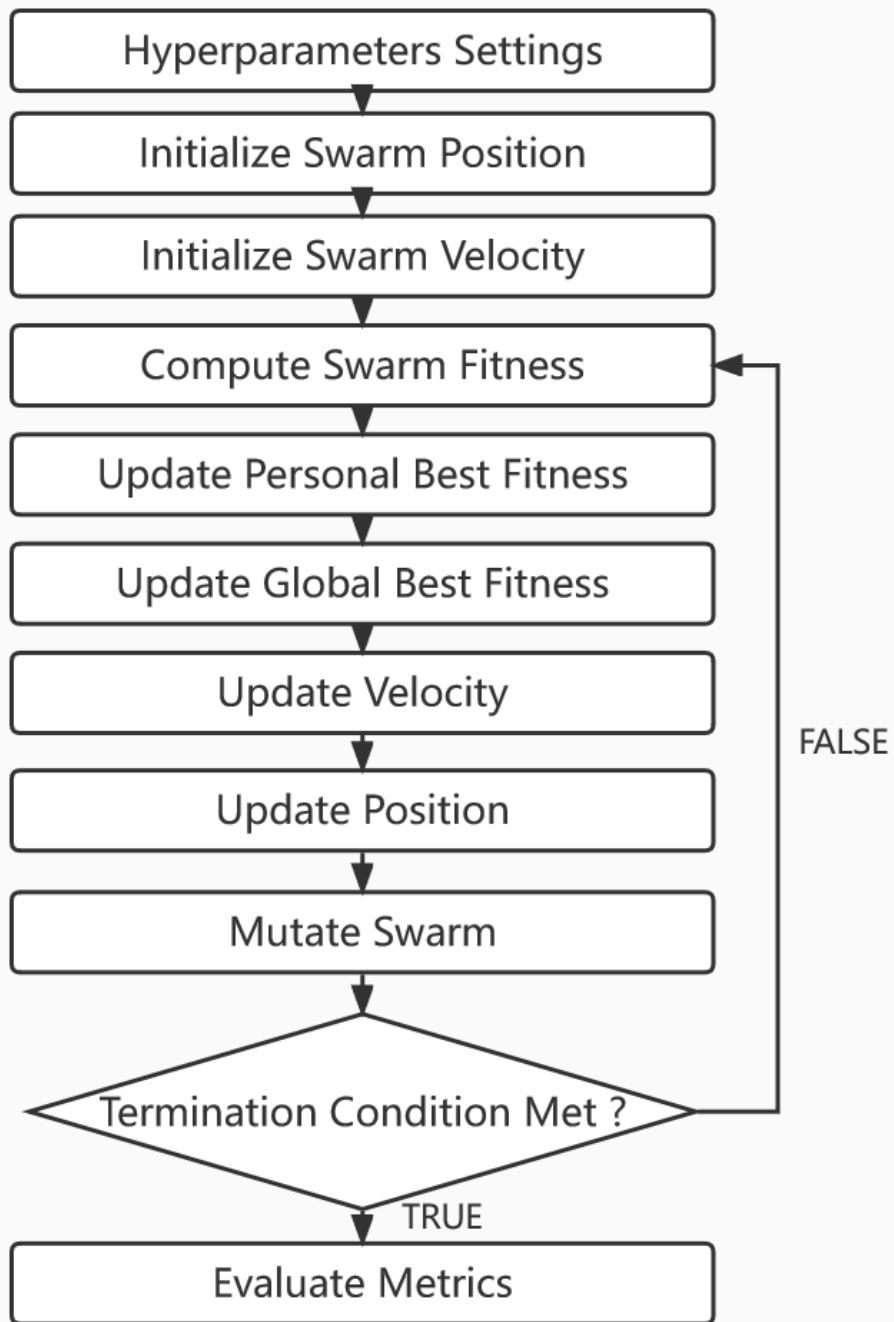 Hyperparameters Settings
Initialize Swarm Position
Initialize Swarm Velocity
Compute Swarm Fitness
Update Personal Best Fitness
Update Global Best Fitness
Update Velocity
FALSE
Update Position
Mutate Swarm
Termination Condition Met ?
TRUE
Evaluate Metrics